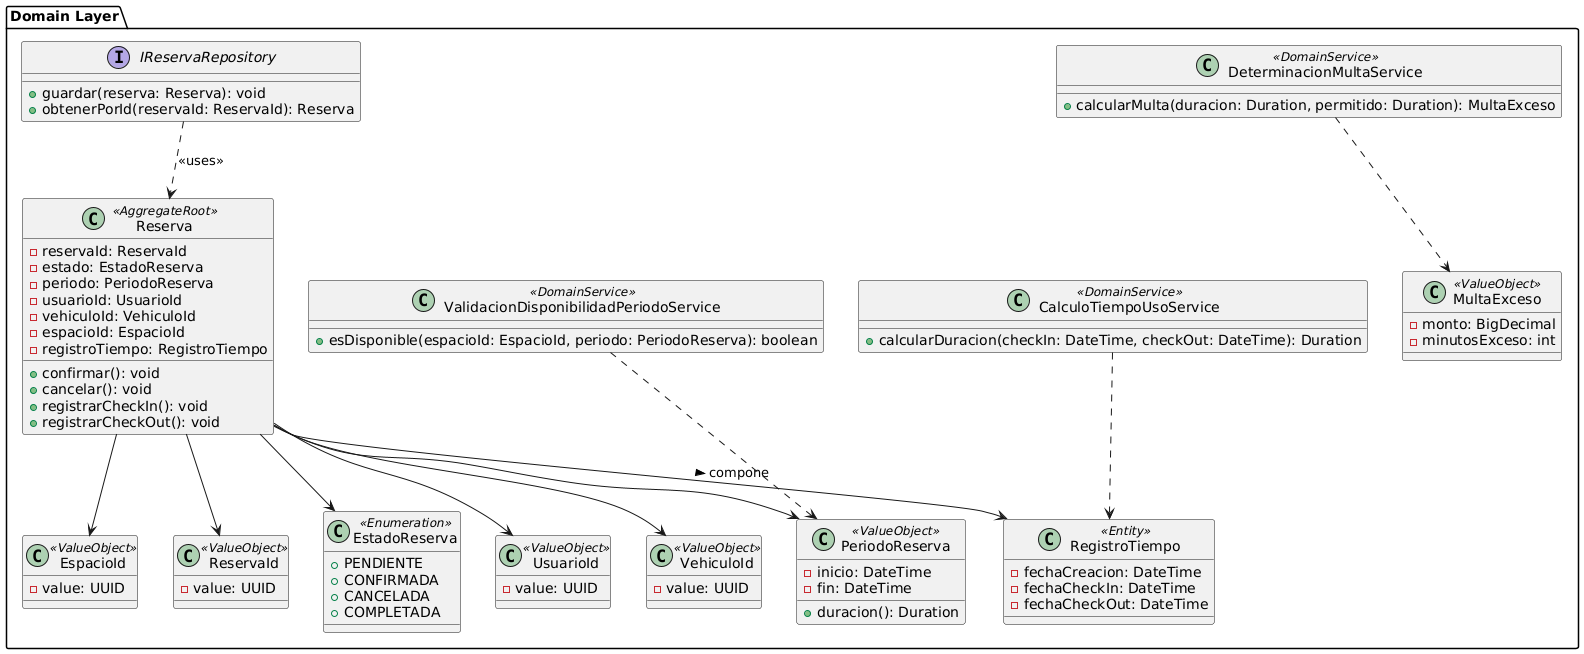 Domain Layer
I
IReservaRepository
guardar(reserva: Reserva): void
obtenerPorId(reservaId: ReservaId): Reserva
C
«DomainService»
DeterminacionMultaService
calcularMulta(duracion: Duration, permitido: Duration): MultaExceso
«uses»
C
«AggregateRoot»
Reserva
reservaId: ReservaId
estado: EstadoReserva
periodo: PeriodoReserva
usuarioId: UsuarioId
vehiculoId: VehiculoId
espacioId: EspacioId
registroTiempo: RegistroTiempo
confirmar(): void
cancelar(): void
registrarCheckIn(): void
registrarCheckOut(): void
C
«DomainService»
ValidacionDisponibilidadPeriodoService
esDisponible(espacioId: EspacioId, periodo: PeriodoReserva): boolean
C
«DomainService»
CalculoTiempoUsoService
calcularDuracion(checkIn: DateTime, checkOut: DateTime): Duration
C
«ValueObject»
MultaExceso
monto: BigDecimal
minutosExceso: int
compone
C
«ValueObject»
EspacioId
value: UUID
C
«ValueObject»
ReservaId
value: UUID
C
«Enumeration»
EstadoReserva
PENDIENTE
CONFIRMADA
CANCELADA
COMPLETADA
C
«ValueObject»
UsuarioId
value: UUID
C
«ValueObject»
VehiculoId
value: UUID
C
«ValueObject»
PeriodoReserva
inicio: DateTime
fin: DateTime
duracion(): Duration
C
«Entity»
RegistroTiempo
fechaCreacion: DateTime
fechaCheckIn: DateTime
fechaCheckOut: DateTime